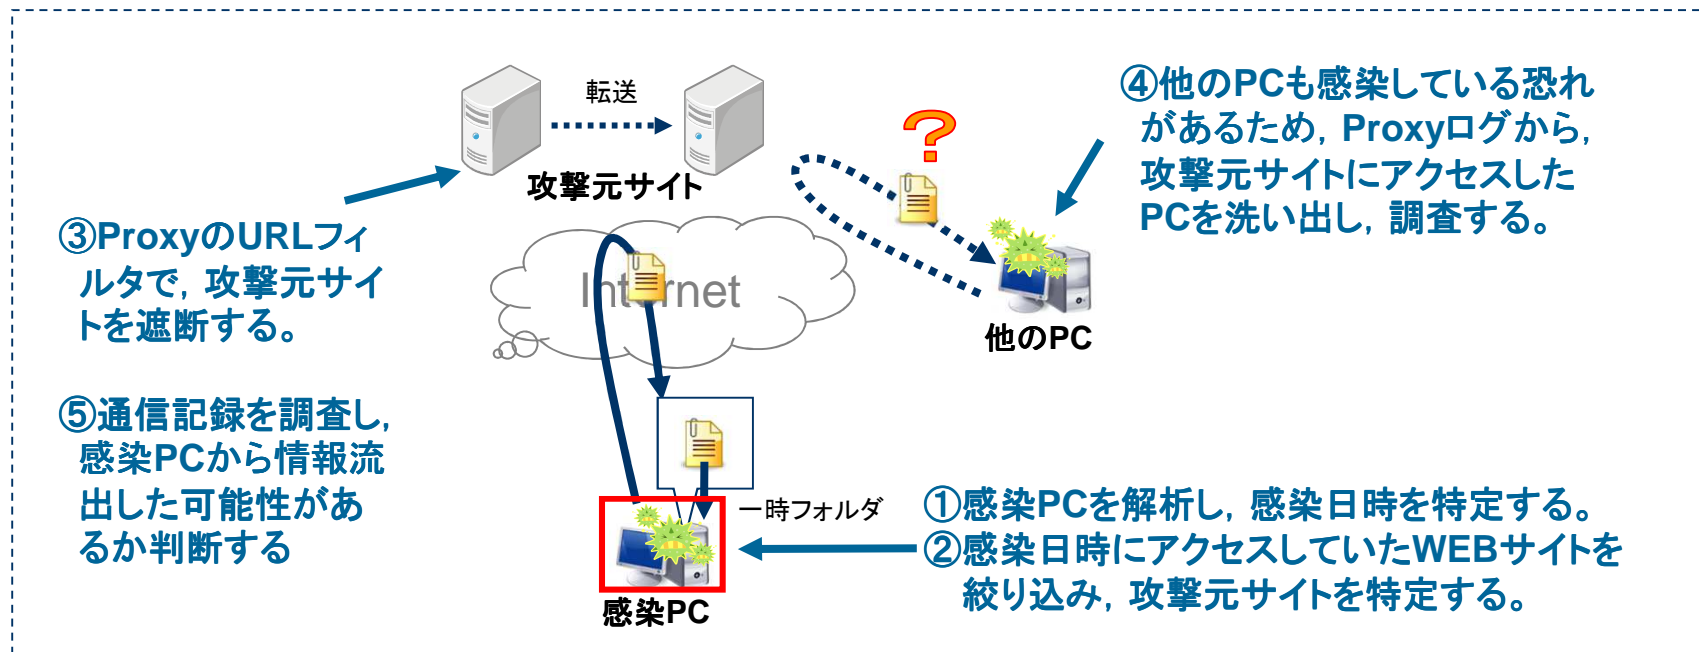 転送
攻撃元サイト
④他のPCも感染している恐れ
があるため，Proxyログから，
攻撃元サイトにアクセスした
PCを洗い出し，調査する。
③ProxyのURLフィ
ルタで，攻撃元サイ
トを遮断する。
Internet
他のPC
⑤通信記録を調査し，
感染PCから情報流
出した可能性があ
るか判断する
一時フォルダ
①感染PCを解析し，感染日時を特定する。
②感染日時にアクセスしていたWEBサイトを
絞り込み，攻撃元サイトを特定する。
感染PC